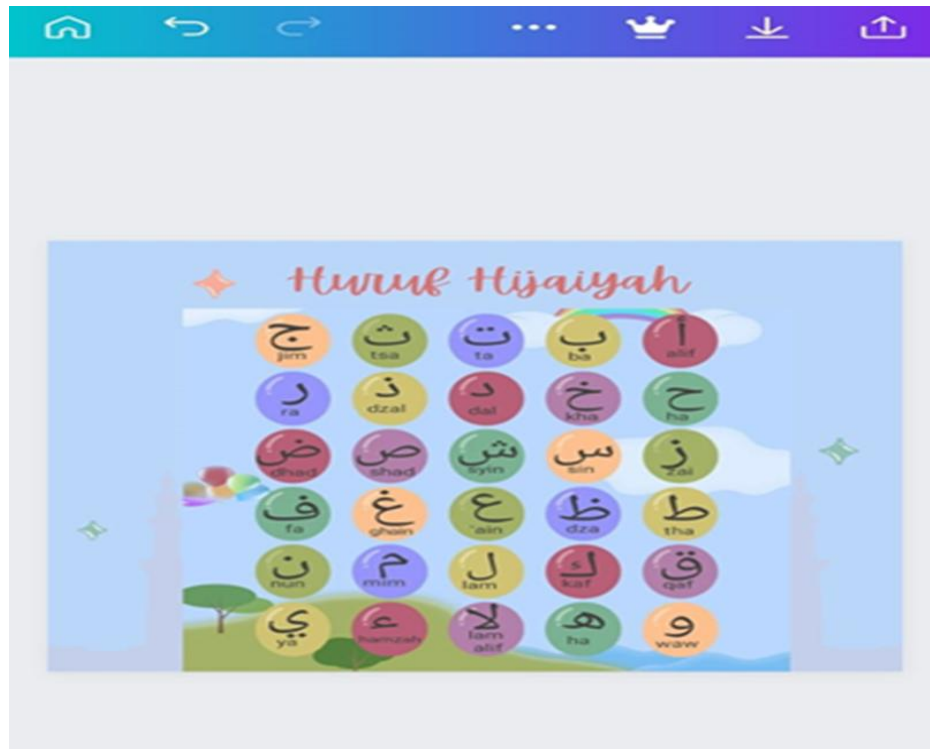 Huruf Hijaiyah
أ ب ت ث ج
alif ba ta tsa jim
ح خ د ذ ر
ha kha dal dzal ra
ز س ش ص ض
zai sin syin shad dhad
ط ظ ع غ ف
tha dza 'ain ghain fa
ق ك ل م ن
qaf kaf lam mim nun
و ه لا ء ي
waw ha lam alif hamzah ya